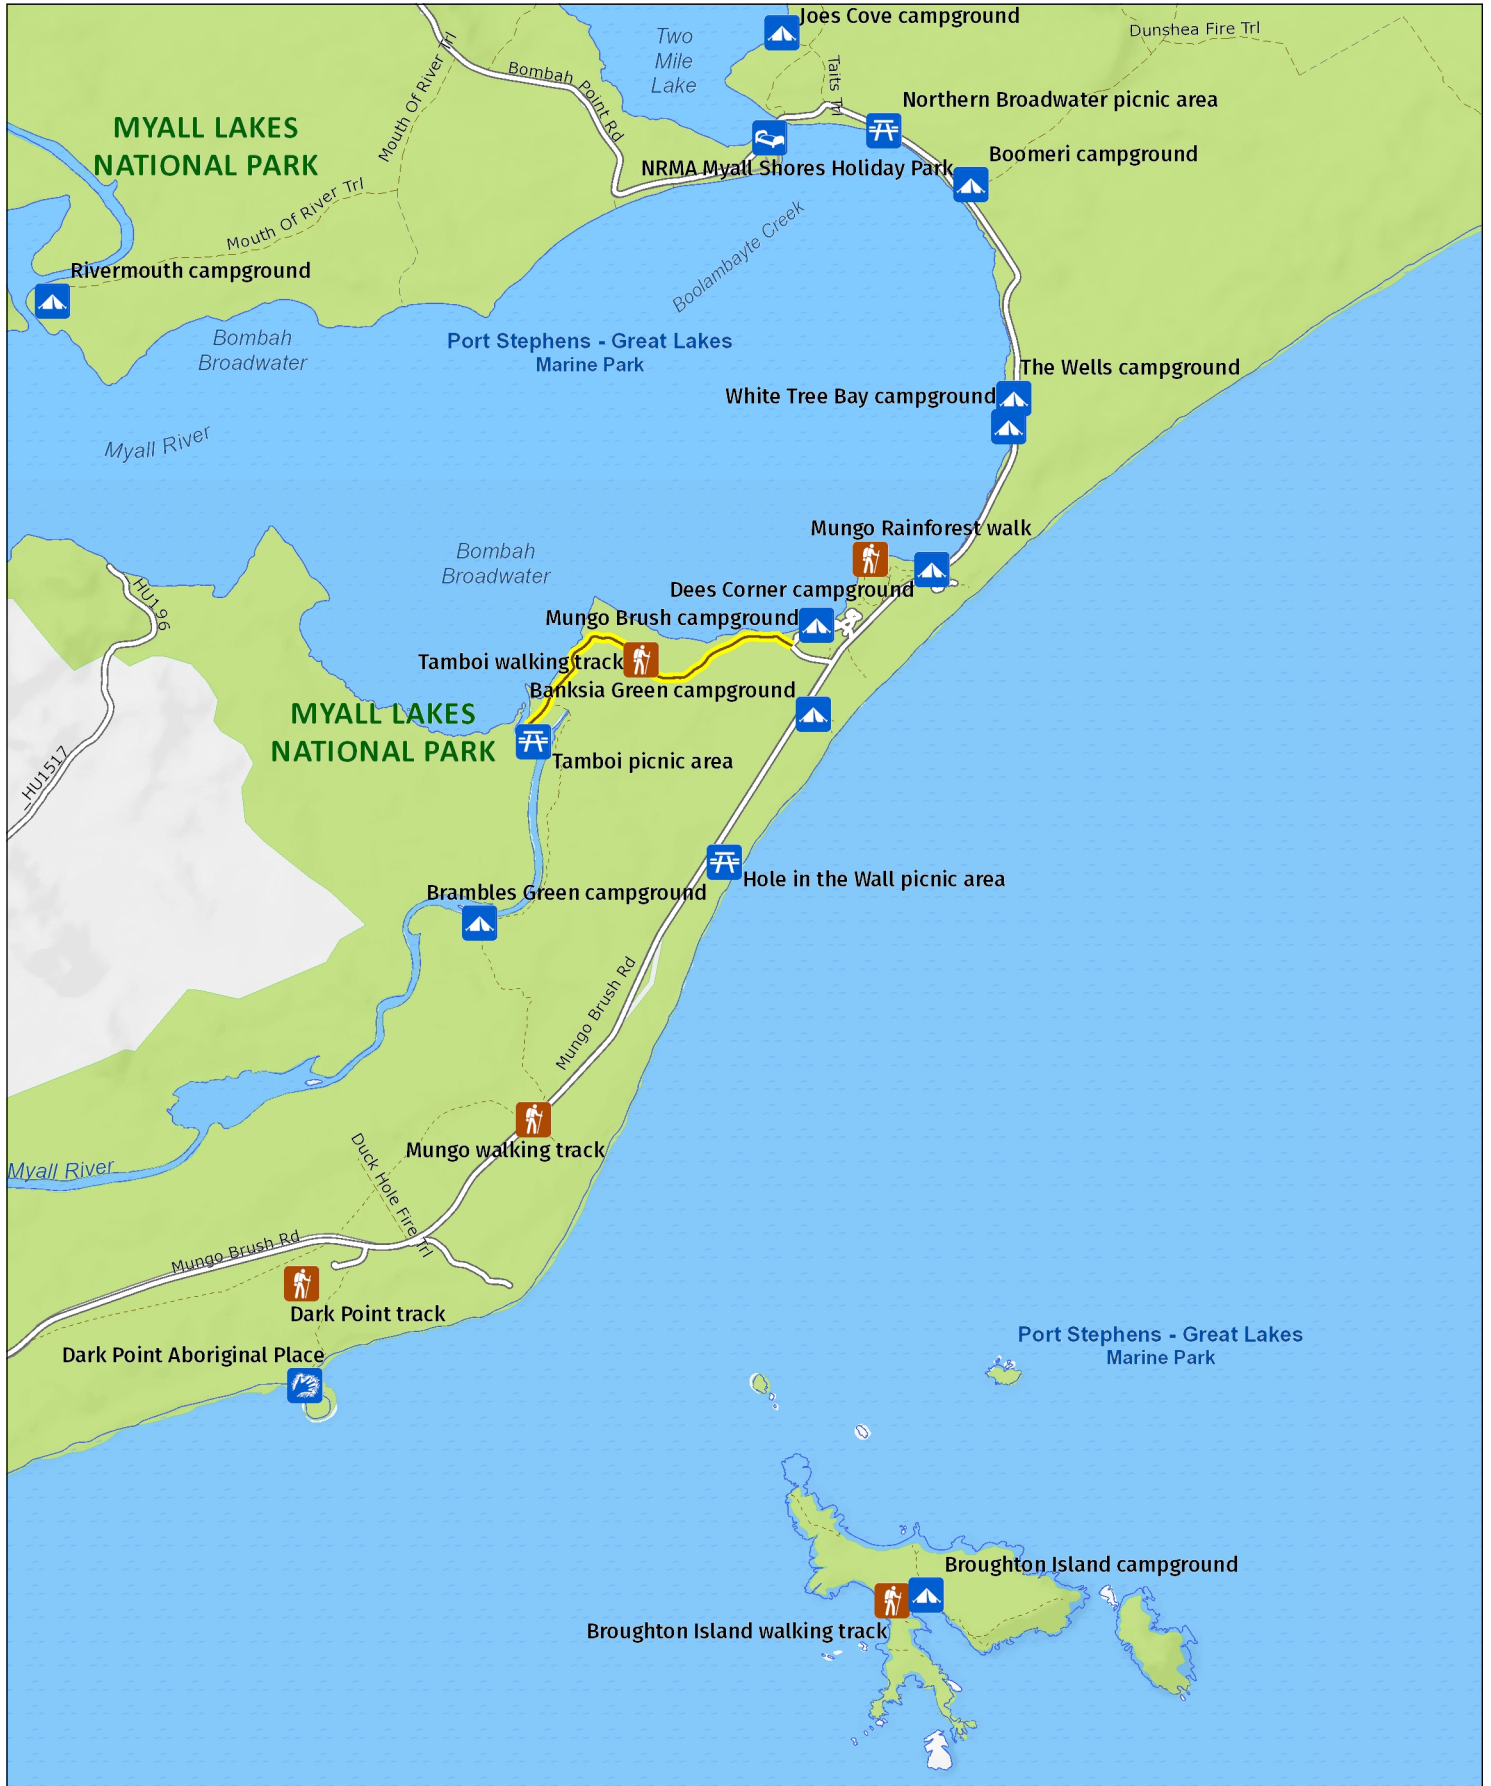 Joes Cove campground
Dunshea Fire Trl
Two
Mile
Lake
Mouth Of River Trl
Bombah Point Rd
Taits Trl
Northern Broadwater picnic area
MYALL LAKES
NATIONAL PARK
Boomeri campground
NRMA Myall Shores Holiday Park
Mouth Of River Trl
Boolambayte Creek
Rivermouth campground
Bombah
Broadwater
Port Stephens - Great Lakes
Marine Park
The Wells campground
White Tree Bay campground
Myall River
Mungo Rainforest walk
Bombah
Broadwater
HU196
Dees Corner campground
Mungo Brush campground
Tamboi walking track
Banksia Green campground
MYALL LAKES
NATIONAL PARK
Tamboi picnic area
_HU1517
Hole in the Wall picnic area
Brambles Green campground
Mungo Brush Rd
Mungo walking track
Duck Hole Fire Trl
Myall River
Mungo Brush Rd
Dark Point track
Dark Point Aboriginal Place
Port Stephens - Great Lakes
Marine Park
Broughton Island campground
Broughton Island walking track